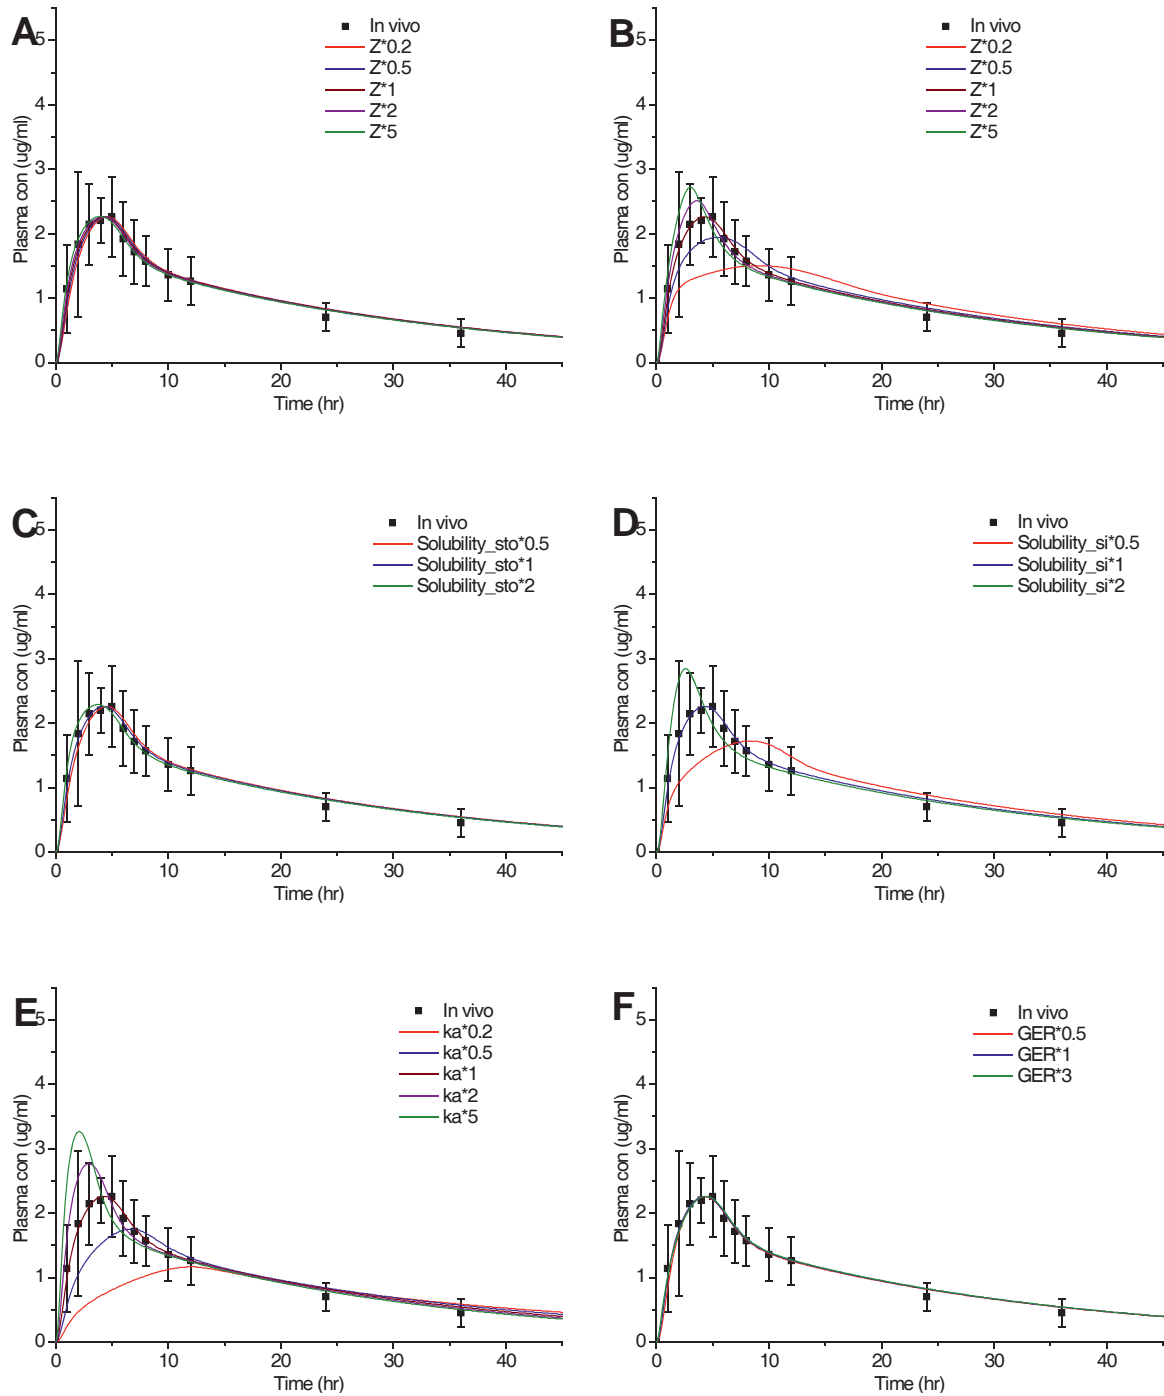 A
In vivo
Z*0.2
Z*0.5
Z*1
Z*2
Z*5
Plasma con (ug/ml)
5
4
3
2
1
0
0 10 20 30 40
Time (hr)
B
In vivo
Z*0.2
Z*0.5
Z*1
Z*2
Z*5
Plasma con (ug/ml)
5
4
3
2
1
0
0 10 20 30 40
Time (hr)
C
In vivo
Solubility_sto*0.5
Solubility_sto*1
Solubility_sto*2
Plasma con (ug/ml)
5
4
3
2
1
0
0 10 20 30 40
Time (hr)
D
In vivo
Solubility_si*0.5
Solubility_si*1
Solubility_si*2
Plasma con (ug/ml)
5
4
3
2
1
0
0 10 20 30 40
Time (hr)
E
In vivo
ka*0.2
ka*0.5
ka*1
ka*2
ka*5
Plasma con (ug/ml)
5
4
3
2
1
0
0 10 20 30 40
Time (hr)
F
In vivo
GER*0.5
GER*1
GER*3
Plasma con (ug/ml)
5
4
3
2
1
0
0 10 20 30 40
Time (hr)